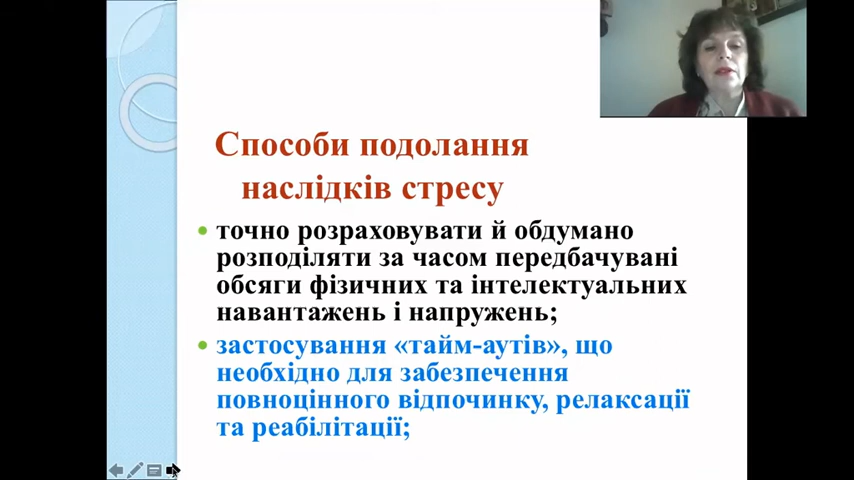 Способи подолання
наслідків стресу
точно розраховувати й обдумано
розподіляти за часом передбачувані
обсяги фізичних та інтелектуальних
навантажень і напружень;
застосування «тайм-аутів», що
необхідно для забезпечення
повноцінного відпочинку, релаксації
та реабілітації;